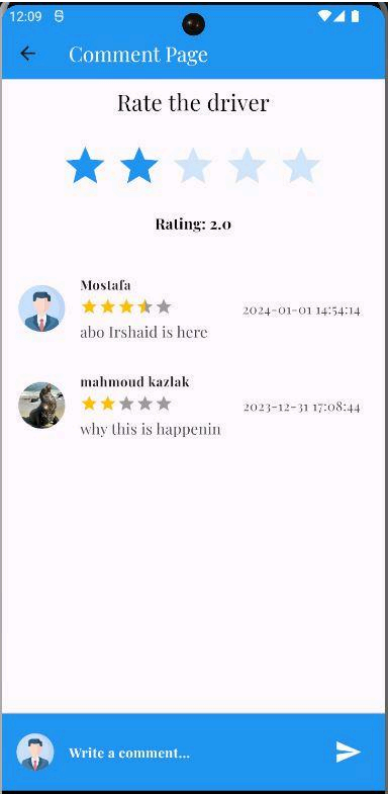 12:09
Comment Page
Rate the driver
Rating: 2.0
Mostafa
2024-01-01 14:54:14
abo Irshaid is here
mahmoud kazlak
2023-12-31 17:08:44
why this is happenin
Write a comment...